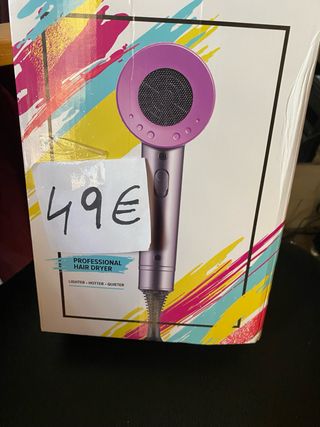 49€
PROFESSIONAL
HAIR DRYER
LIGHTER - HOTTER - QUIETER